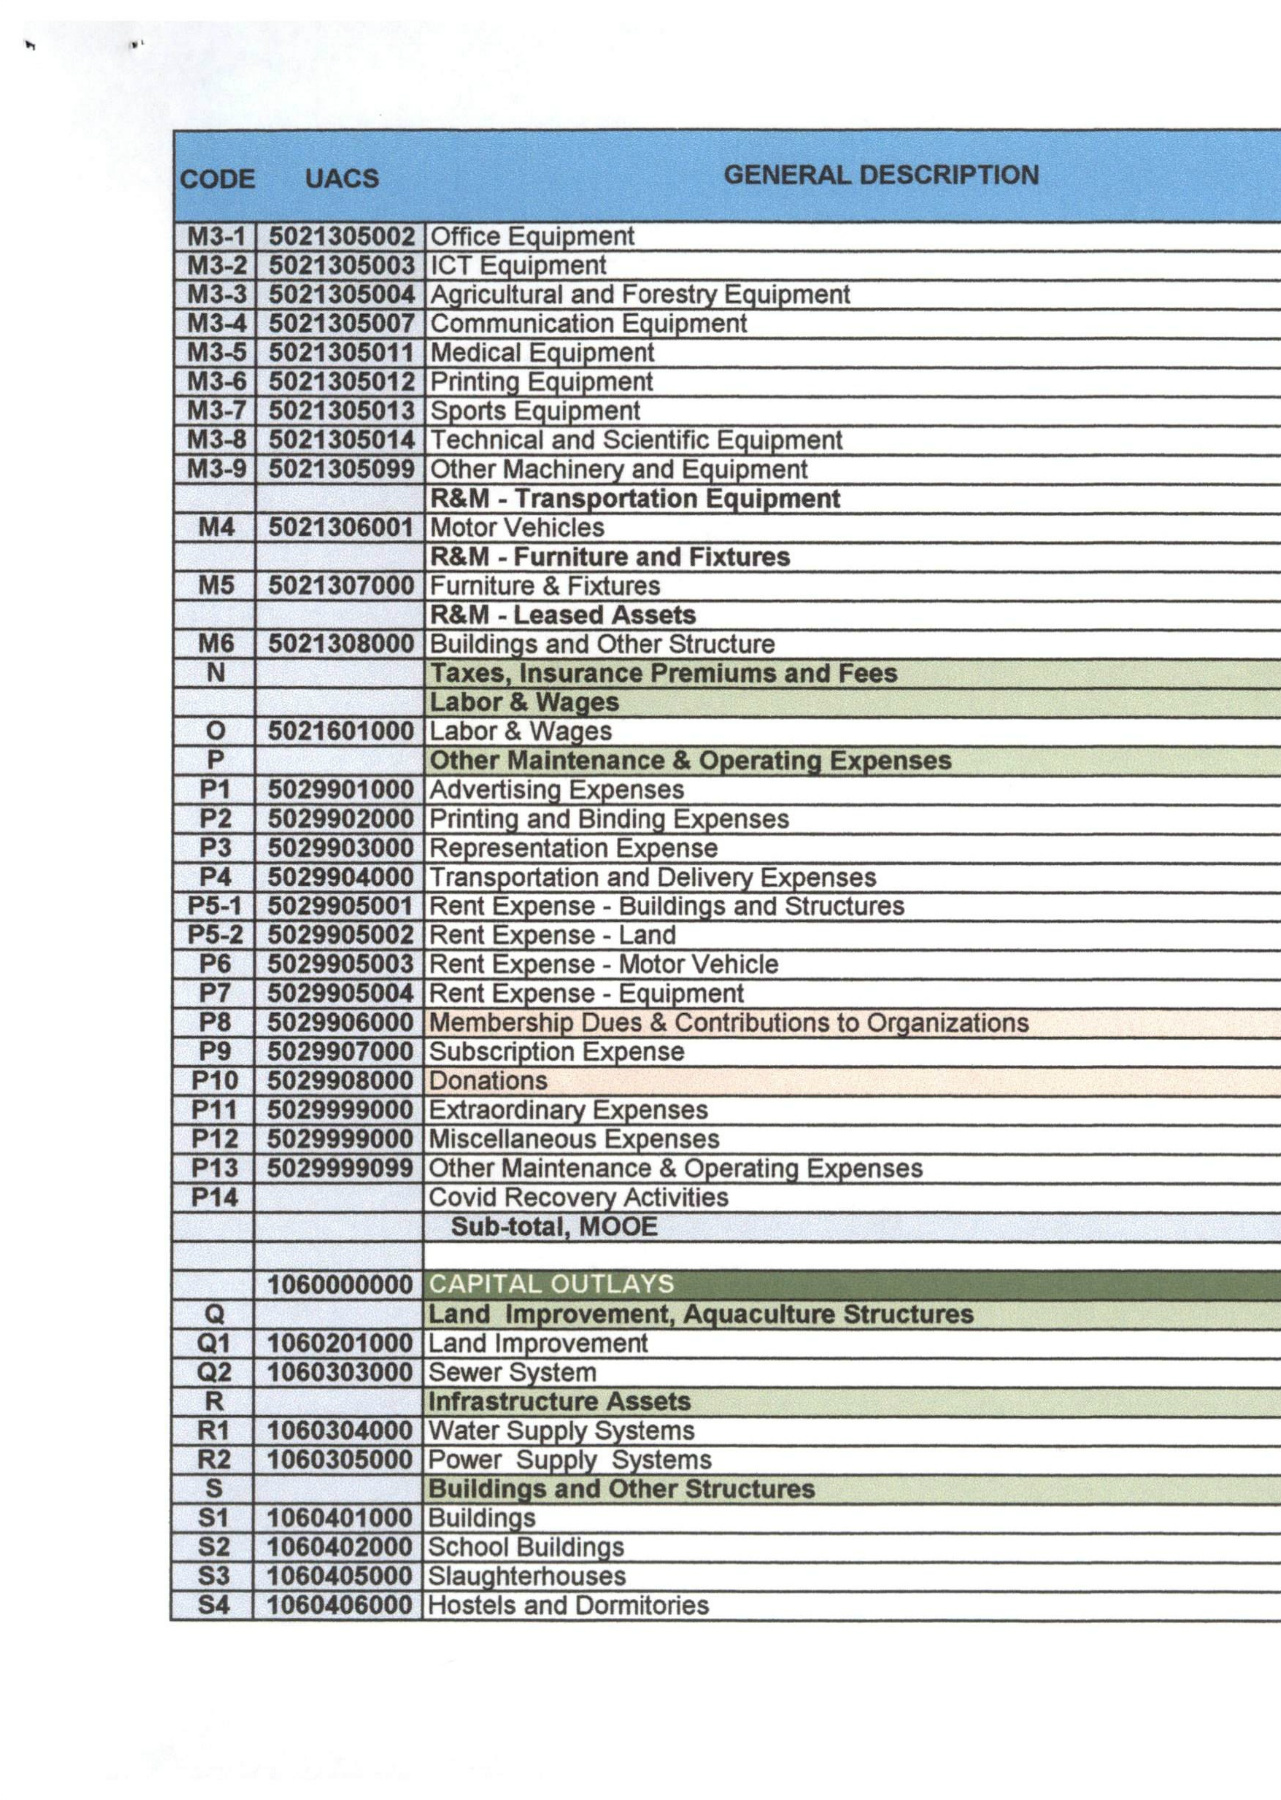 CODE UACS GENERAL DESCRIPTION
M3-1 5021305002 Office Equipment
M3-2 5021305003 ICT Equipment
M3-3 5021305004 Agricultural and Forestry Equipment
M3-4 5021305007 Communication Equipment
M3-5 5021305011 Medical Equipment
M3-6 5021305012 Printing Equipment
M3-7 5021305013 Sports Equipment
M3-8 5021305014 Technical and Scientific Equipment
M3-9 5021305099 Other Machinery and Equipment
R&M - Transportation Equipment
M4 5021306001 Motor Vehicles
R&M - Furniture and Fixtures
M5 5021307000 Furniture & Fixtures
R&M - Leased Assets
M6 5021308000 Buildings and Other Structure
N Taxes, Insurance Premiums and Fees
Labor & Wages
O 5021601000 Labor & Wages
P Other Maintenance & Operating Expenses
P1 5029901000 Advertising Expenses
P2 5029902000 Printing and Binding Expenses
P3 5029903000 Representation Expense
P4 5029904000 Transportation and Delivery Expenses
P5-1 5029905001 Rent Expense - Buildings and Structures
P5-2 5029905002 Rent Expense - Land
P6 5029905003 Rent Expense - Motor Vehicle
P7 5029905004 Rent Expense - Equipment
P8 5029906000 Membership Dues & Contributions to Organizations
P9 5029907000 Subscription Expense
P10 5029908000 Donations
P11 5029999000 Extraordinary Expenses
P12 5029999000 Miscellaneous Expenses
P13 5029999099 Other Maintenance & Operating Expenses
P14 Covid Recovery Activities
Sub-total, MOOE
1060000000 CAPITAL OUTLAYS
Q Land Improvement, Aquaculture Structures
Q1 1060201000 Land Improvement
Q2 1060303000 Sewer System
R Infrastructure Assets
R1 1060304000 Water Supply Systems
R2 1060305000 Power Supply Systems
S Buildings and Other Structures
S1 1060401000 Buildings
S2 1060402000 School Buildings
S3 1060405000 Slaughterhouses
S4 1060406000 Hostels and Dormitories